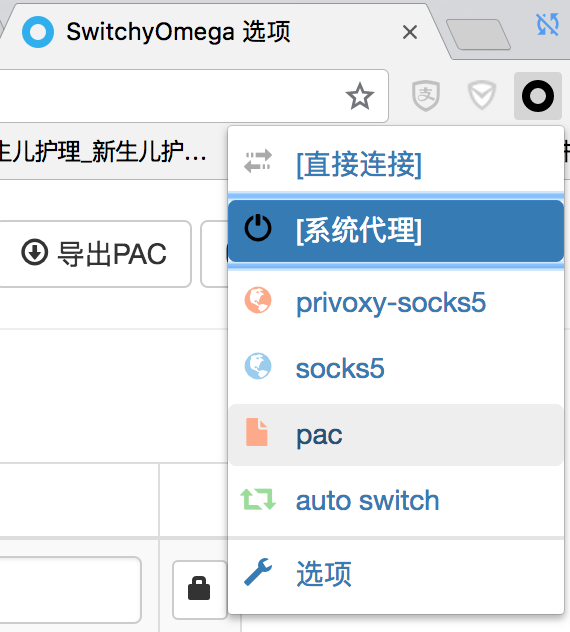 SwitchyOmega 选项
生儿护理_新生儿护...
导出PAC
[直接连接]
[系统代理]
privoxy-socks5
socks5
pac
auto switch
选项